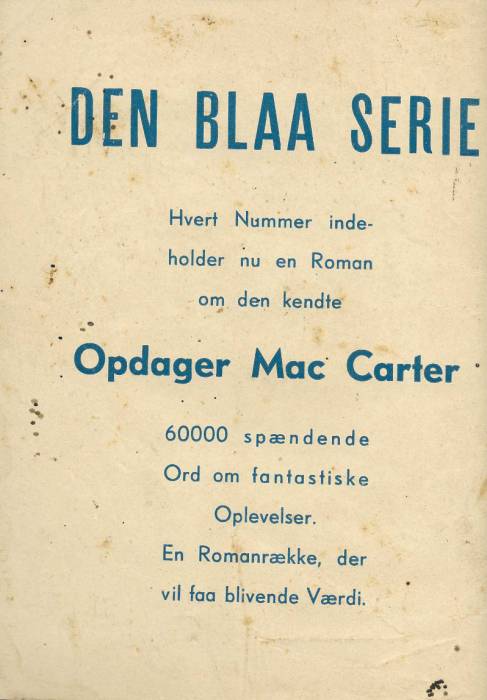 DEN BLAA SERIE
Hvert Nummer inde-
holder nu en Roman
om den kendte
Opdager Mac Carter
60000 spændende
Ord om fantastiske
Oplevelser.
En Romanrække, der
vil faa blivende Værdi.